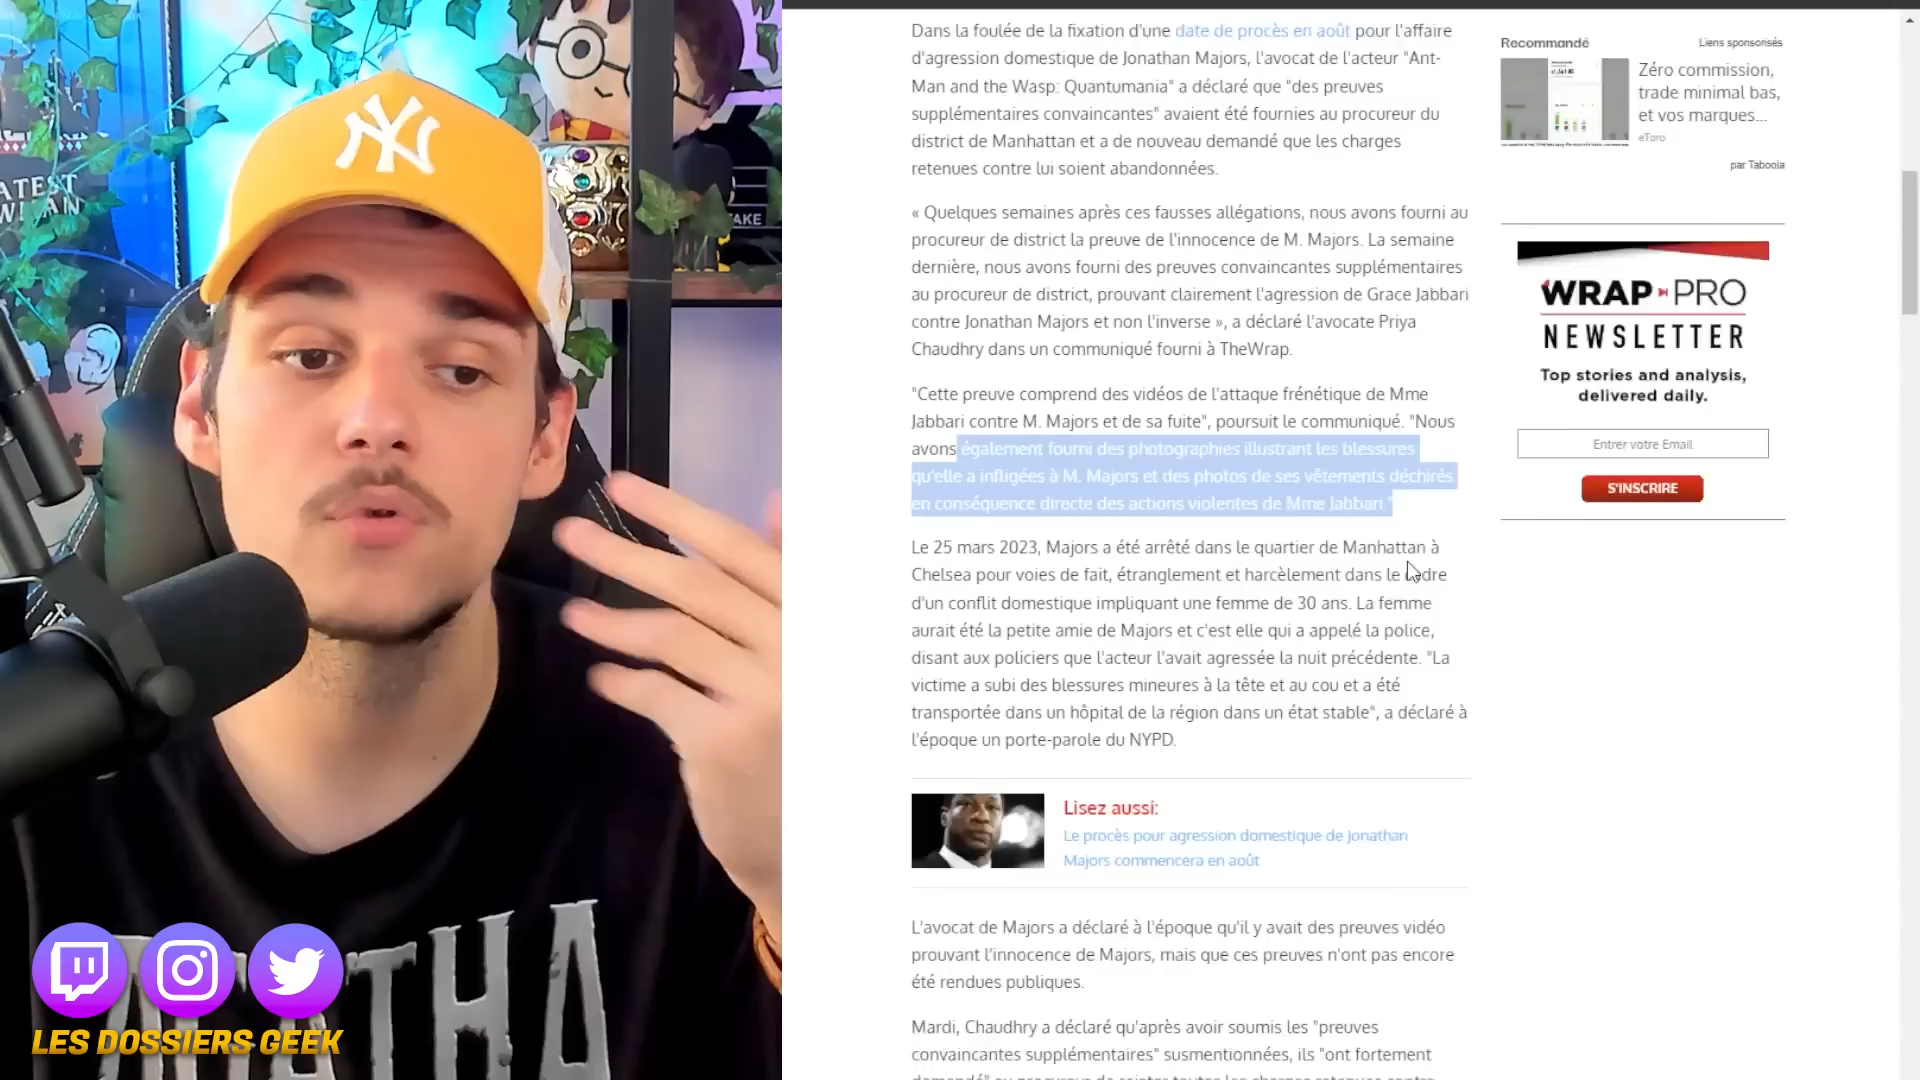 Dans la foulée de la fixation d'une date de procès en août pour l'affaire
d'agression domestique de Jonathan Majors, l'avocat de l'acteur "Ant-
Man and the Wasp: Quantumania" a déclaré que "des preuves
supplémentaires convaincantes" avaient été fournies au procureur du
district de Manhattan et a de nouveau demandé que les charges
retenues contre lui soient abandonnées.
« Quelques semaines après ces fausses allégations, nous avons fourni au
procureur de district la preuve de l'innocence de M. Majors. La semaine
dernière, nous avons fourni des preuves convaincantes supplémentaires
au procureur de district, prouvant clairement l'agression de Grace Jabbari
contre Jonathan Majors et non l'inverse », a déclaré l'avocate Priya
Chaudhry dans un communiqué fourni à TheWrap.
"Cette preuve comprend des vidéos de l'attaque frénétique de Mme
Jabbari contre M. Majors et de sa fuite", poursuit le communiqué. "Nous
avons également fourni des photographies illustrant les blessures
qu'elle a infligées à M. Majors et des photos de ses vêtements déchirés
en conséquence directe des actions violentes de Mme Jabbari."
Le 25 mars 2023, Majors a été arrêté dans le quartier de Manhattan à
Chelsea pour voies de fait, étranglement et harcèlement dans le cadre
d'un conflit domestique impliquant une femme de 30 ans. La femme
aurait été la petite amie de Majors et c'est elle qui a appelé la police,
disant aux policiers que l'acteur l'avait agressée la nuit précédente. "La
victime a subi des blessures mineures à la tête et au cou et a été
transportée dans un hôpital de la région dans un état stable", a déclaré à
l'époque un porte-parole du NYPD.
Lisez aussi:
Le procès pour agression domestique de Jonathan
Majors commencera en août
L'avocat de Majors a déclaré à l'époque qu'il y avait des preuves vidéo
prouvant l'innocence de Majors, mais que ces preuves n'ont pas encore
été rendues publiques.
Mardi, Chaudhry a déclaré qu'après avoir soumis les "preuves
convaincantes supplémentaires" susmentionnées, ils "ont fortement
Recommandé
Liens sponsorisés
Zéro commission,
trade minimal bas,
et vos marques...
eToro
par Taboola
WRAP PRO
NEWSLETTER
Top stories and analysis,
delivered daily.
Entrer votre Email
S'INSCRIRE
NY
TAKE
LES DOSSIERS GEEK